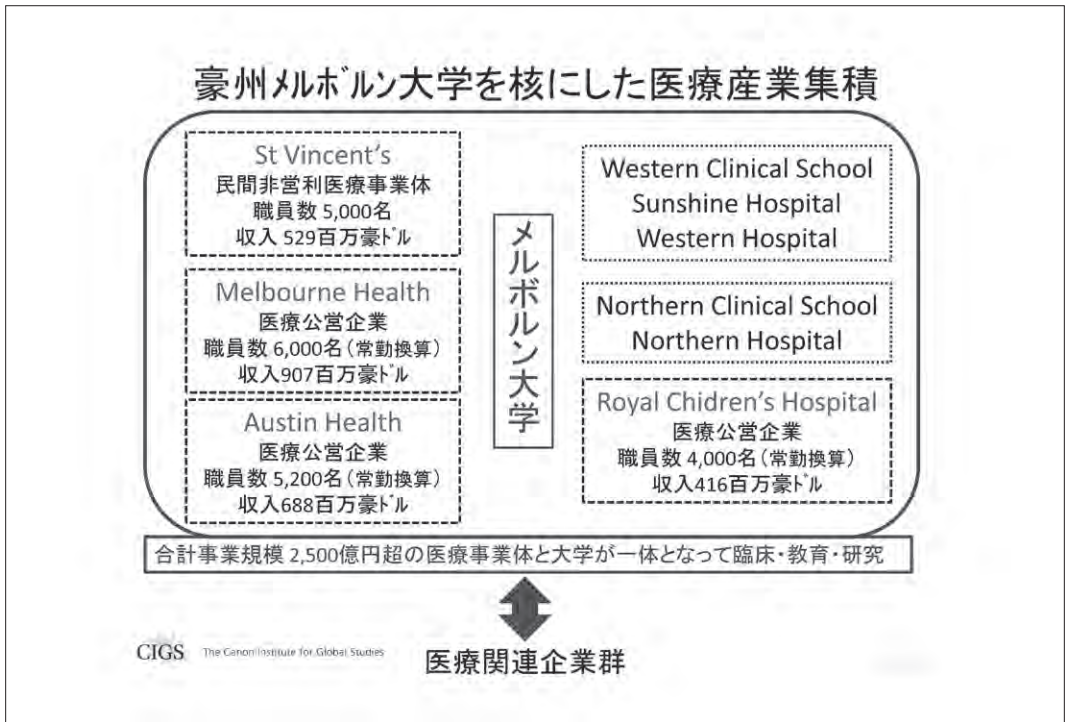 豪州ﾒﾙﾎﾞﾙﾝ大学を核にした医療産業集積
St Vincent's
民間非営利医療事業体
職員数 5,000名
収入 529百万豪ﾄﾞﾙ
Melbourne Health
医療公営企業
職員数 6,000名(常勤換算)
収入907百万豪ﾄﾞﾙ
Austin Health
医療公営企業
職員数 5,200名(常勤換算)
収入688百万豪ﾄﾞﾙ
メルボルン大学
Western Clinical School
Sunshine Hospital
Western Hospital
Northern Clinical School
Northern Hospital
Royal Chidren's Hospital
医療公営企業
職員数 4,000名(常勤換算)
収入416百万豪ﾄﾞﾙ
合計事業規模 2,500億円超の医療事業体と大学が一体となって臨床・教育・研究
医療関連企業群
CIGS The Canon Institute for Global Studies